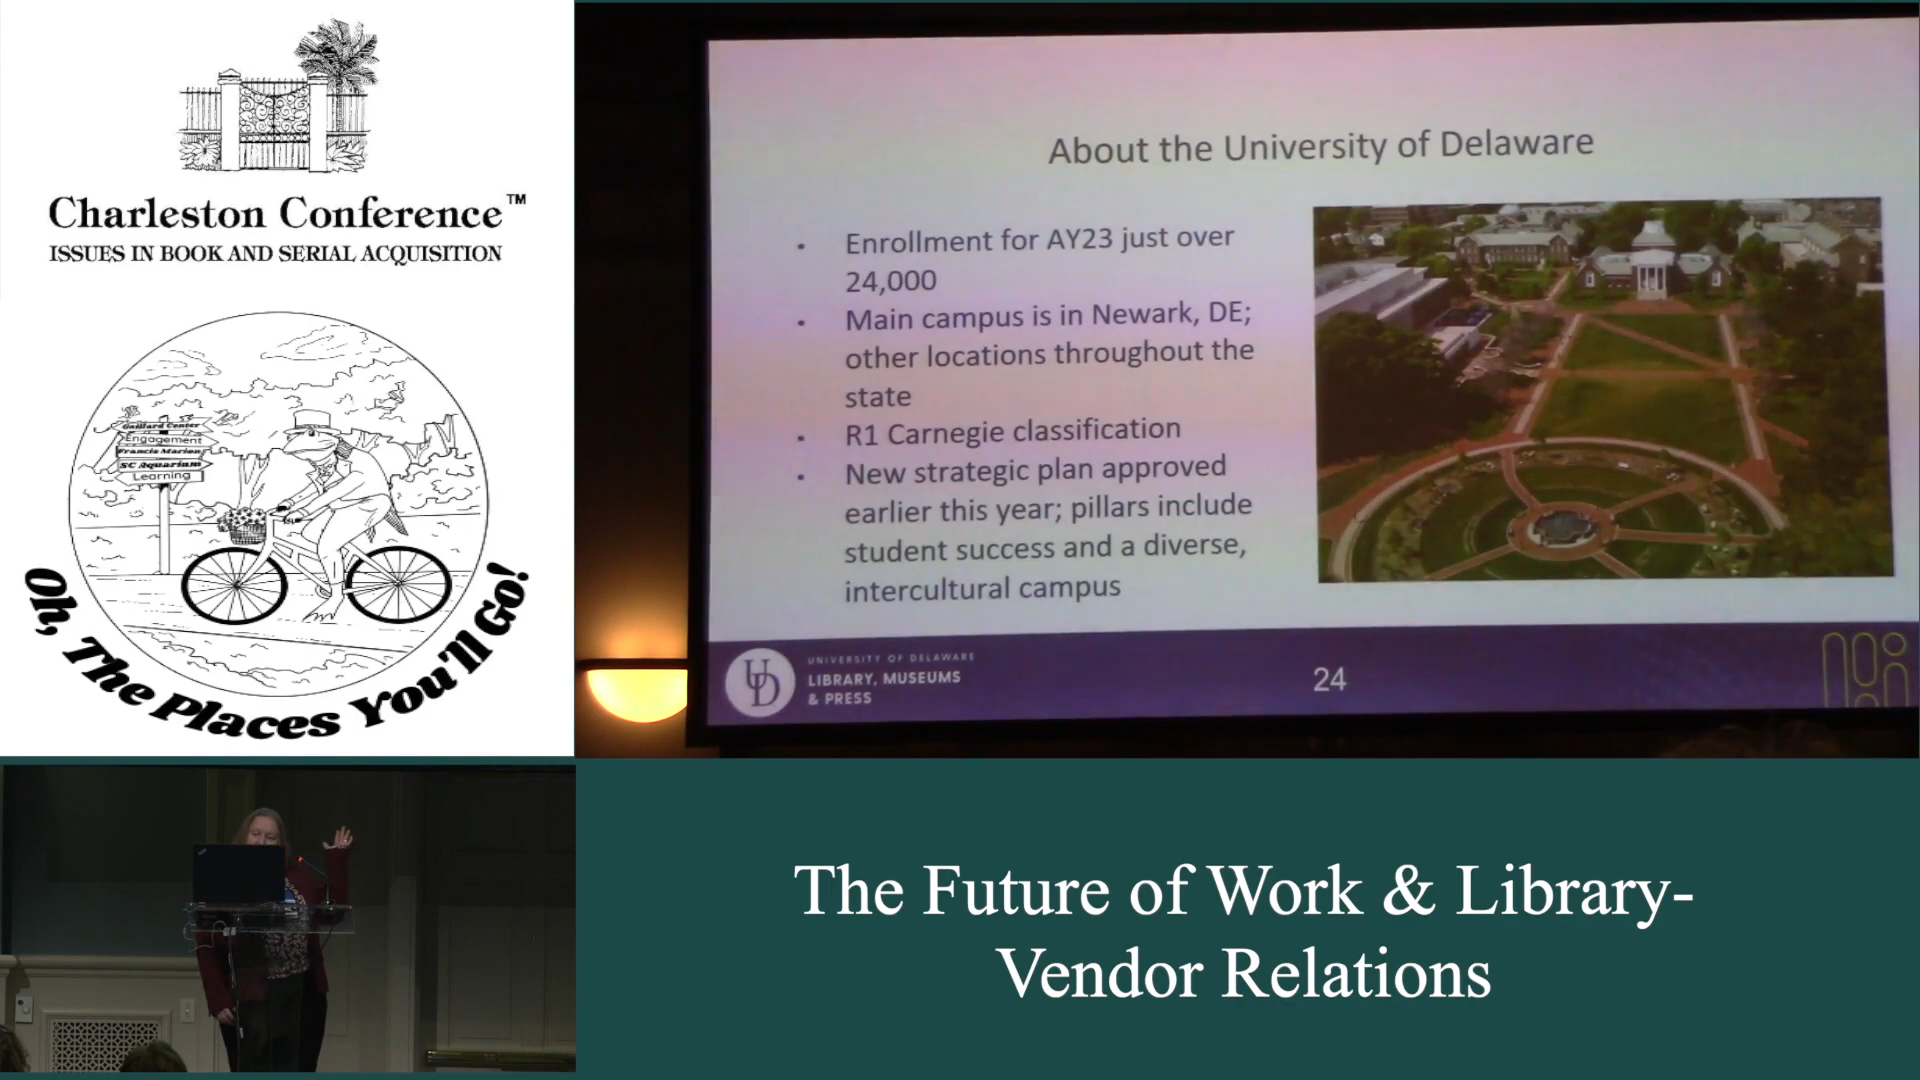 Charleston Conference™
ISSUES IN BOOK AND SERIAL ACQUISITION
Gaillard Center
Engagement
Francis Marion
SC Aquarium
Learning
Oh, The Places You'll Go!
About the University of Delaware
• Enrollment for AY23 just over
24,000
• Main campus is in Newark, DE;
other locations throughout the
state
• R1 Carnegie classification
• New strategic plan approved
earlier this year; pillars include
student success and a diverse,
intercultural campus
UD
UNIVERSITY OF DELAWARE
LIBRARY, MUSEUMS
& PRESS
24
The Future of Work & Library-
Vendor Relations